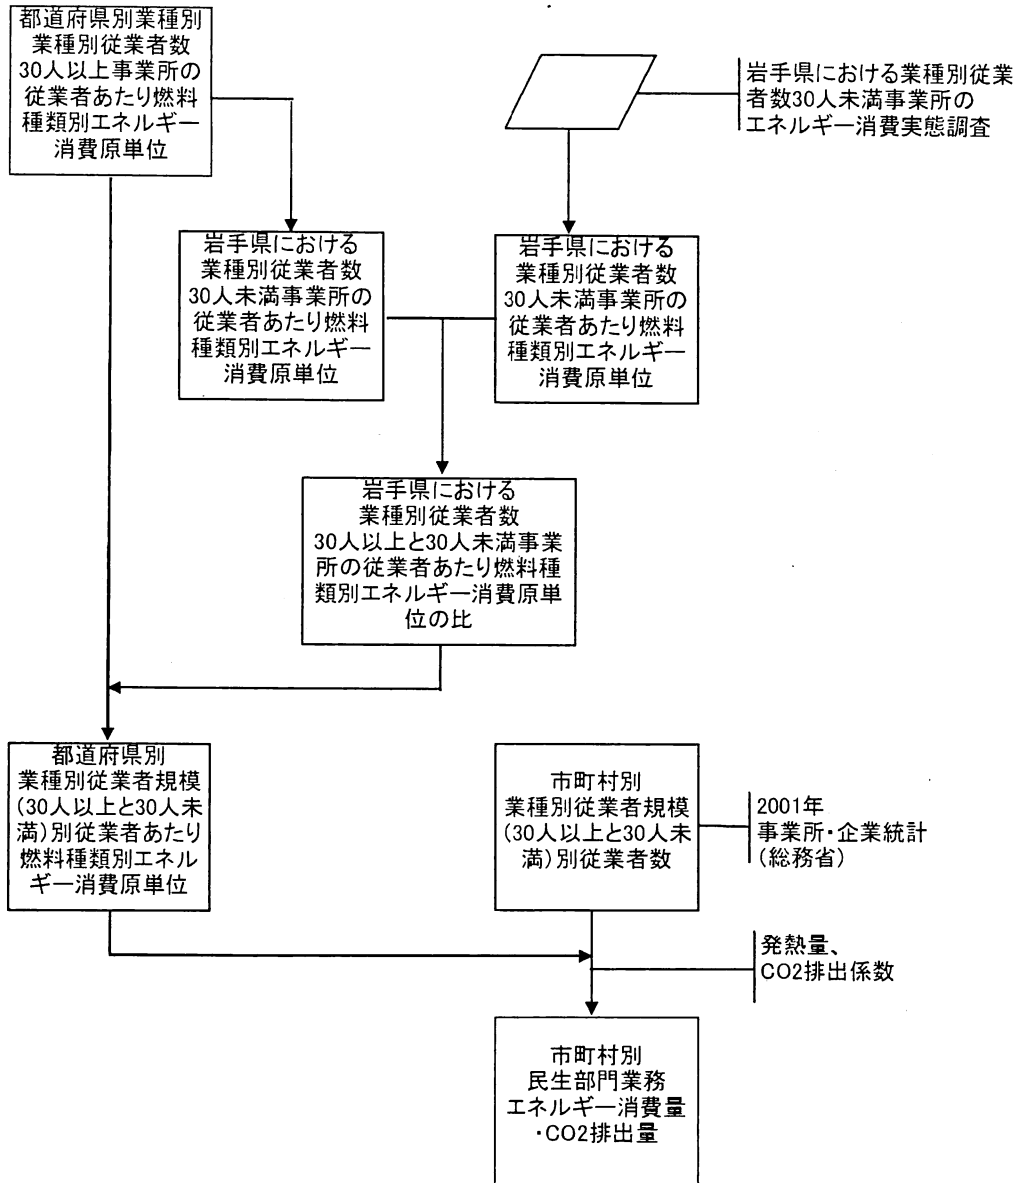 都道府県別業種別
業種別従業者数
30人以上事業所の
従業者あたり燃料
種類別エネルギー
消費原単位
岩手県における業種別従業
者数30人未満事業所の
エネルギー消費実態調査
岩手県における
業種別従業者数
30人未満事業所の
従業者あたり燃料
種類別エネルギー
消費原単位
岩手県における
業種別従業者数
30人未満事業所の
従業者あたり燃料
種類別エネルギー
消費原単位
岩手県における
業種別従業者数
30人以上と30人未満事業
所の従業者あたり燃料種
類別エネルギー消費原単
位の比
都道府県別
業種別従業者規模
(30人以上と30人未
満)別従業者あたり
燃料種類別エネル
ギー消費原単位
市町村別
業種別従業者規模
(30人以上と30人未
満)別従業者数
2001年
事業所・企業統計
(総務省)
発熱量、
CO2排出係数
市町村別
民生部門業務
エネルギー消費量
・CO2排出量